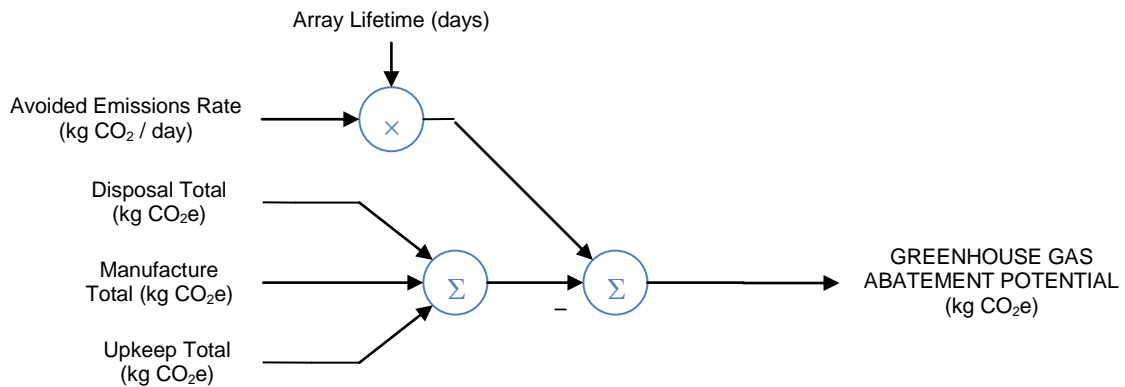 Array Lifetime (days)
Avoided Emissions Rate
(kg CO₂ / day)
×
Disposal Total
(kg CO₂e)
Manufacture
Total (kg CO₂e)
Σ
–
Σ
GREENHOUSE GAS
ABATEMENT POTENTIAL
(kg CO₂e)
Upkeep Total
(kg CO₂e)